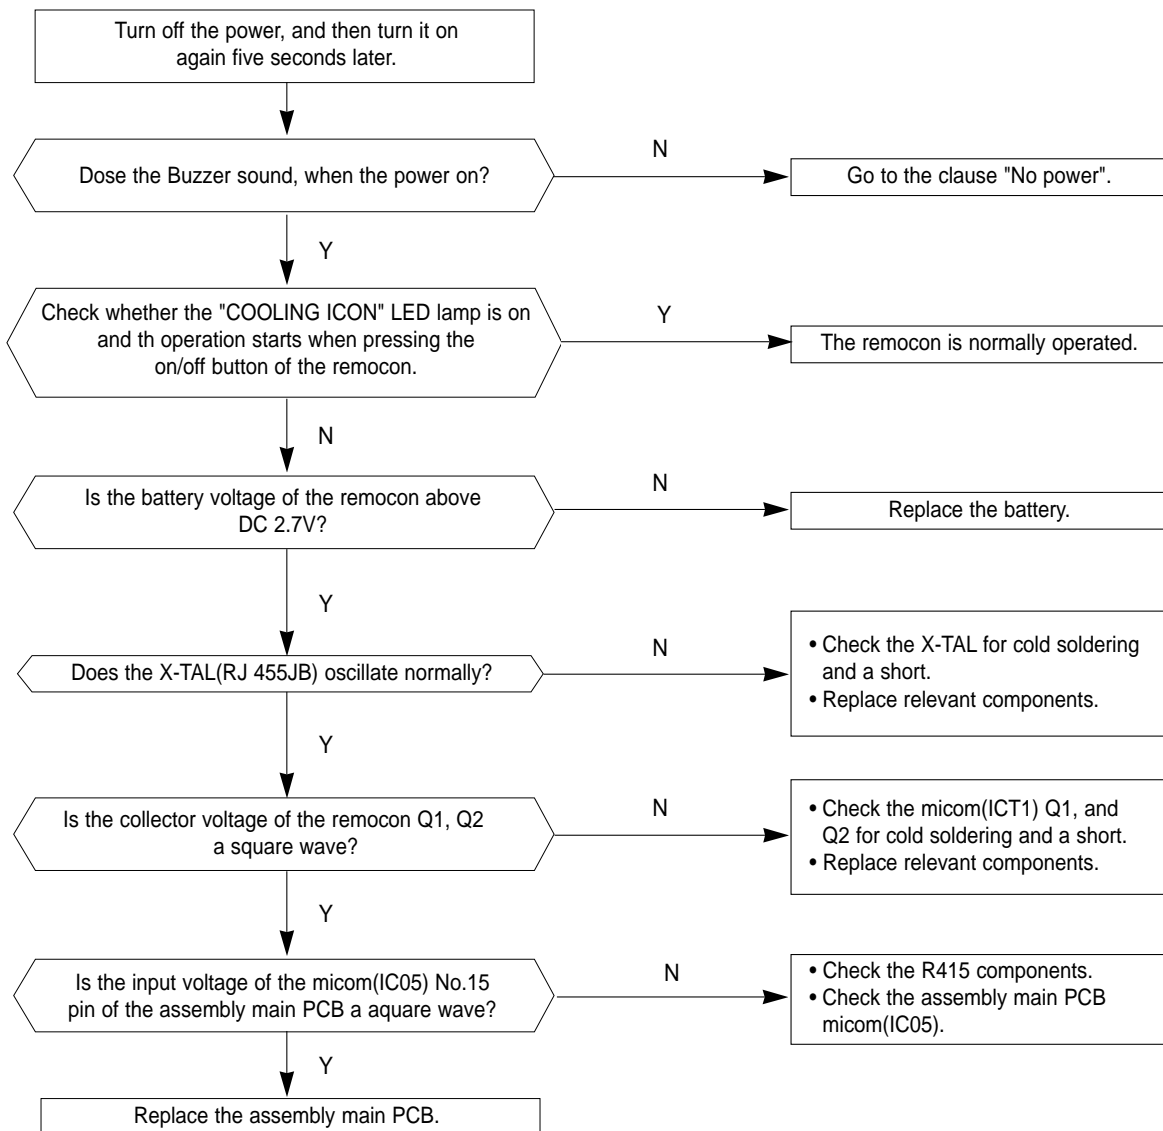 Turn off the power, and then turn it on
again five seconds later.
Dose the Buzzer sound, when the power on?
N
Go to the clause "No power".
Y
Check whether the "COOLING ICON" LED lamp is on
and th operation starts when pressing the
on/off button of the remocon.
Y
The remocon is normally operated.
N
Is the battery voltage of the remocon above
DC 2.7V?
N
Replace the battery.
Y
Does the X-TAL(RJ 455JB) oscillate normally?
N
• Check the X-TAL for cold soldering
and a short.
• Replace relevant components.
Y
Is the collector voltage of the remocon Q1, Q2
a square wave?
N
• Check the micom(ICT1) Q1, and
Q2 for cold soldering and a short.
• Replace relevant components.
Y
Is the input voltage of the micom(IC05) No.15
pin of the assembly main PCB a aquare wave?
N
• Check the R415 components.
• Check the assembly main PCB
micom(IC05).
Y
Replace the assembly main PCB.